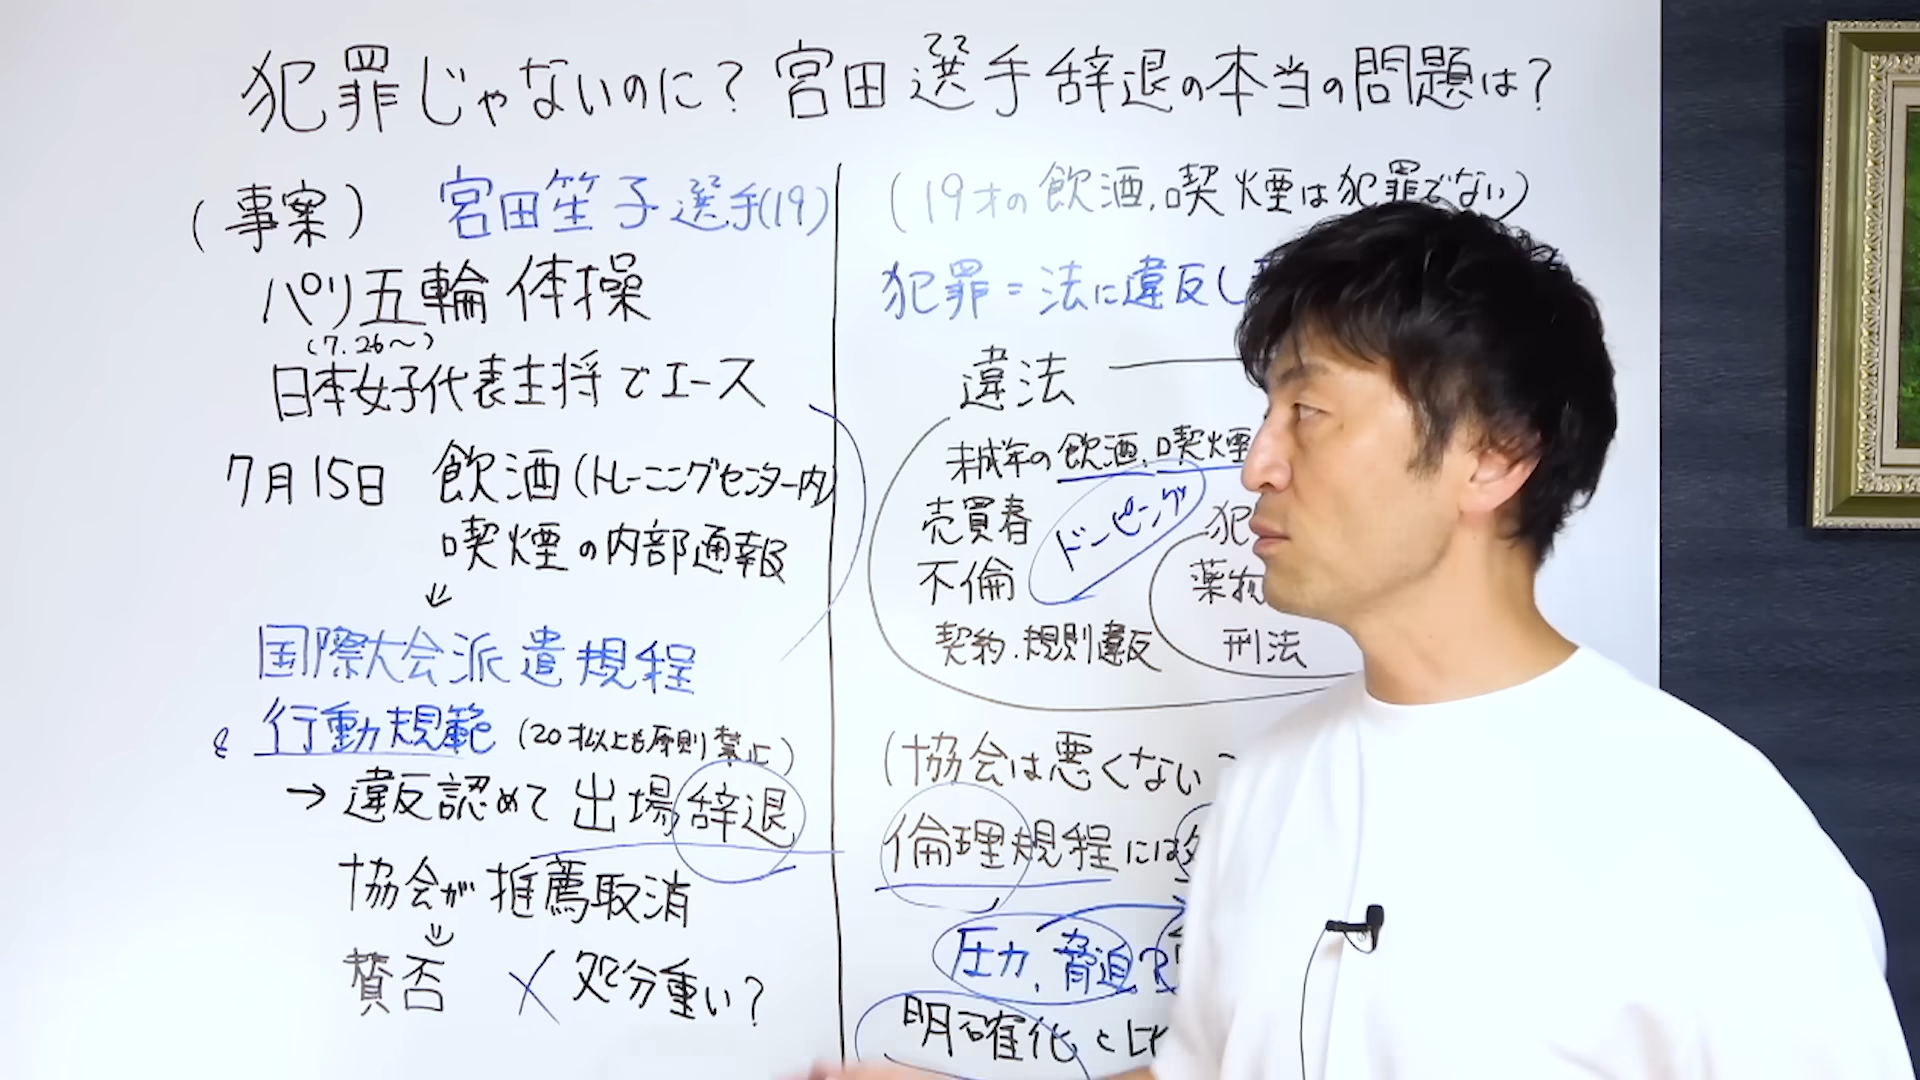 犯罪じゃないのに?宮田選手辞退の本当の問題は?
(事案) 宮田笙子選手(19)
パリ五輪体操
(7.26〜)
日本女子代表主将でエース
7月15日 飲酒(トレーニングセンター内)
喫煙の内部通報
国際大会派遣規程
& 行動規範 (20才以上も原則禁止)
→違反認めて出場辞退
協会が推薦取消
賛否 × 処分重い?
(19才の飲酒,喫煙は犯罪でない)
犯罪=法に違反し
違法
未成年の飲酒,喫煙
売買春 ドーピング 犯
不倫 薬物
契約.規則違反 刑法
(協会は悪くない?
倫理規程には
圧力,脅迫?
明確化と比